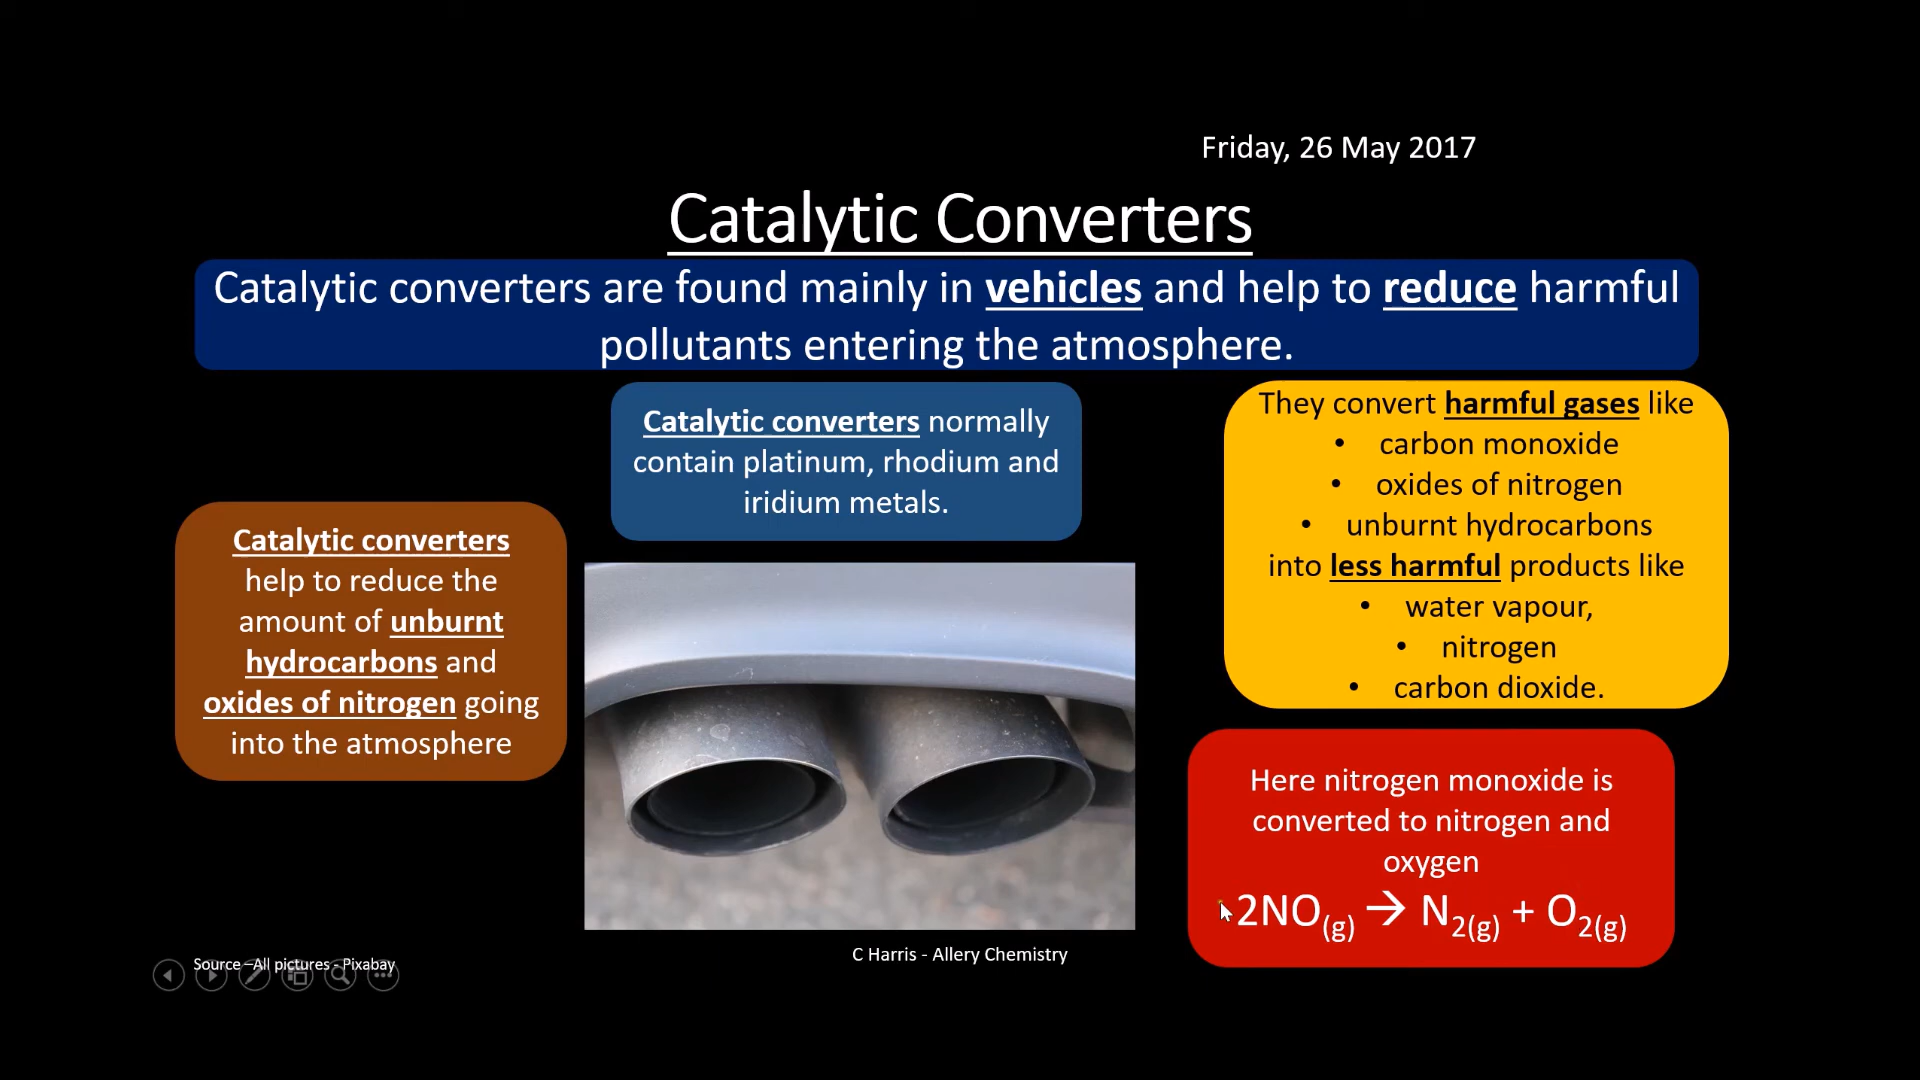 Friday, 26 May 2017
Catalytic Converters
Catalytic converters are found mainly in vehicles and help to reduce harmful
pollutants entering the atmosphere.
Catalytic converters normally
contain platinum, rhodium and
iridium metals.
They convert harmful gases like
• carbon monoxide
• oxides of nitrogen
• unburnt hydrocarbons
into less harmful products like
• water vapour,
• nitrogen
• carbon dioxide.
Catalytic converters
help to reduce the
amount of unburnt
hydrocarbons and
oxides of nitrogen going
into the atmosphere
Here nitrogen monoxide is
converted to nitrogen and
oxygen
2NO(g) → N2(g) + O2(g)
C Harris - Allery Chemistry
Source –All pictures - Pixabay